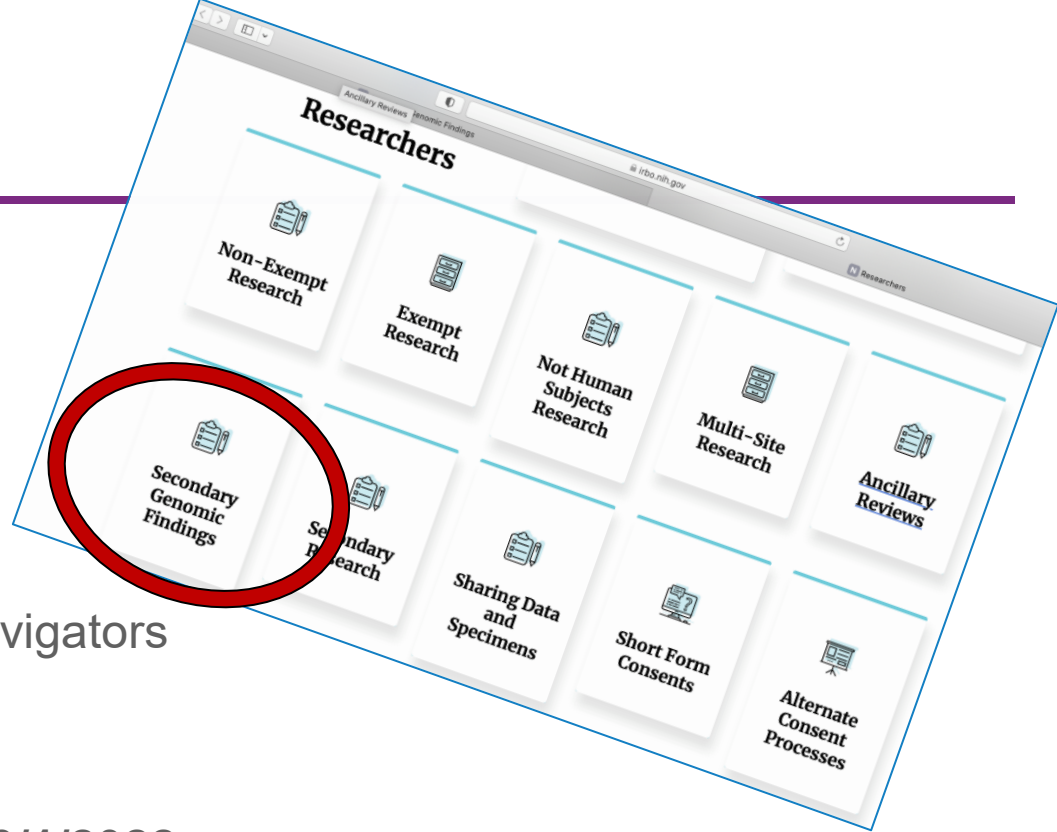 Ancillary Reviews
enomic Findings
irbo.nih.gov
Researchers
Researchers
Non-Exempt
Research
Exempt
Research
Not Human
Subjects
Research
Multi-Site
Research
Ancillary
Reviews
Secondary
Genomic
Findings
Secondary
Research
Sharing Data
and
Specimens
Short Form
Consents
Alternate
Consent
Processes
vigators